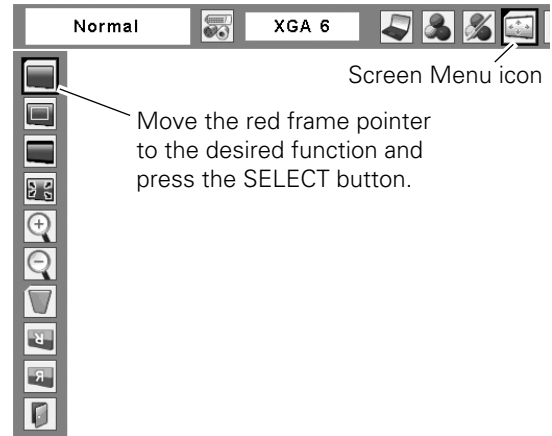 Normal XGA 6
Screen Menu icon
Move the red frame pointer
to the desired function and
press the SELECT button.